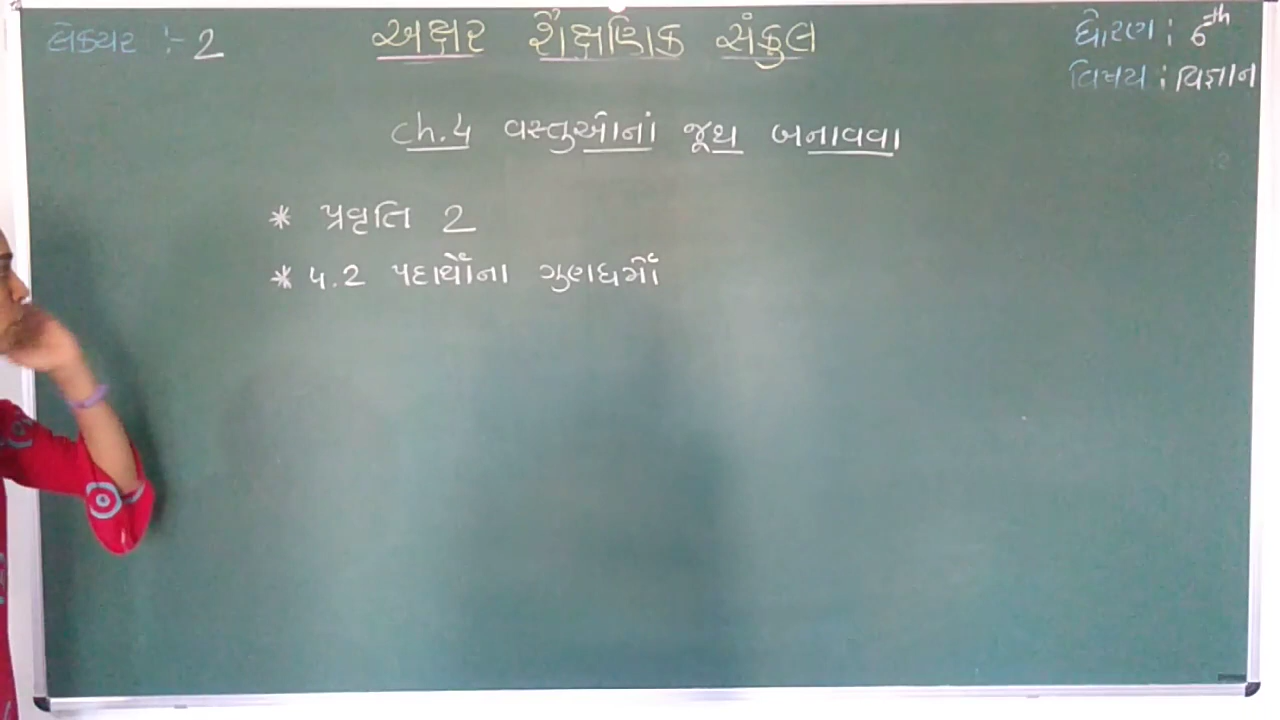 લેક્ચર :- 2
અક્ષર શૈક્ષણિક સંકુલ
ધોરણ : 6th
વિષય : વિજ્ઞાન
ch.4 વસ્તુઓનાં જૂથ બનાવવા
* પ્રવૃતિ 2
* 4.2 પદાર્થોના ગુણધર્મો